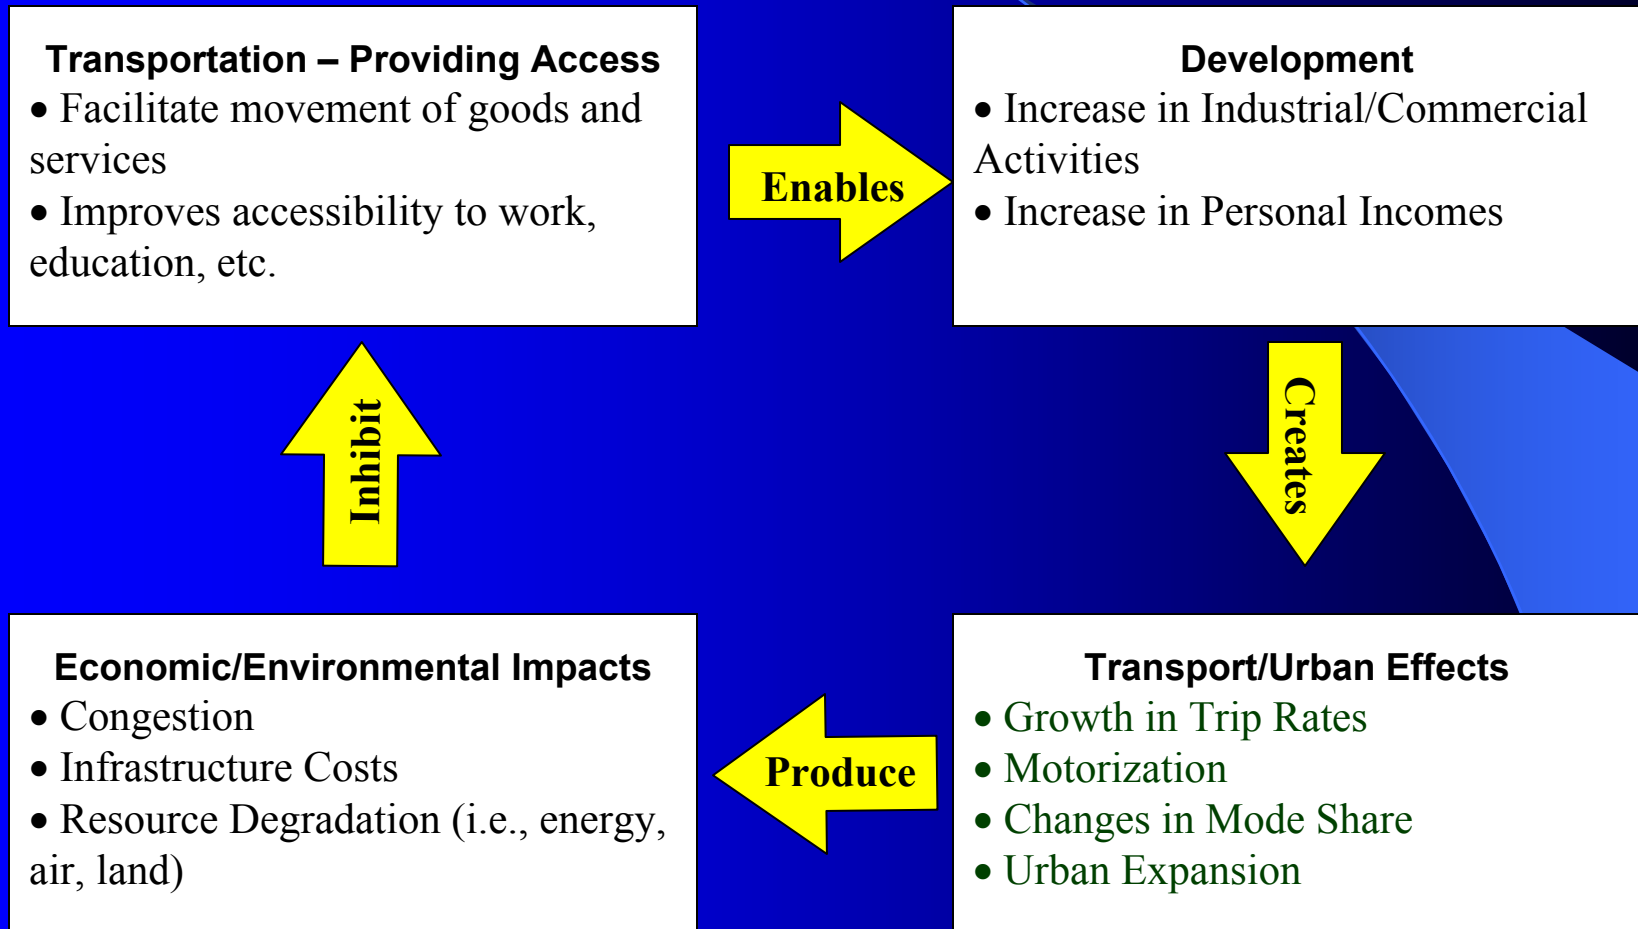 Transportation – Providing Access
• Facilitate movement of goods and
services
• Improves accessibility to work,
education, etc.
Enables
Development
• Increase in Industrial/Commercial
Activities
• Increase in Personal Incomes
Creates
Transport/Urban Effects
• Growth in Trip Rates
• Motorization
• Changes in Mode Share
• Urban Expansion
Produce
Economic/Environmental Impacts
• Congestion
• Infrastructure Costs
• Resource Degradation (i.e., energy,
air, land)
Inhibit